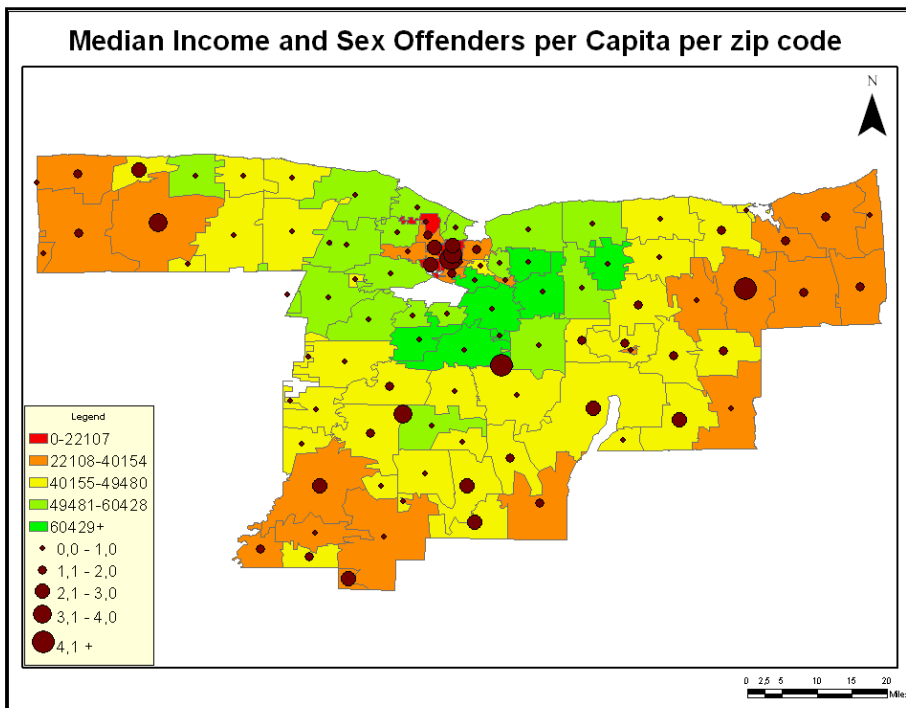 Median Income and Sex Offenders per Capita per zip code
N
Legend
0-22107
22108-40154
40155-49480
49481-60428
60429+
0,0 - 1,0
1,1 - 2,0
2,1 - 3,0
3,1 - 4,0
4,1 +
0 2,5 5 10 15 20
Miles